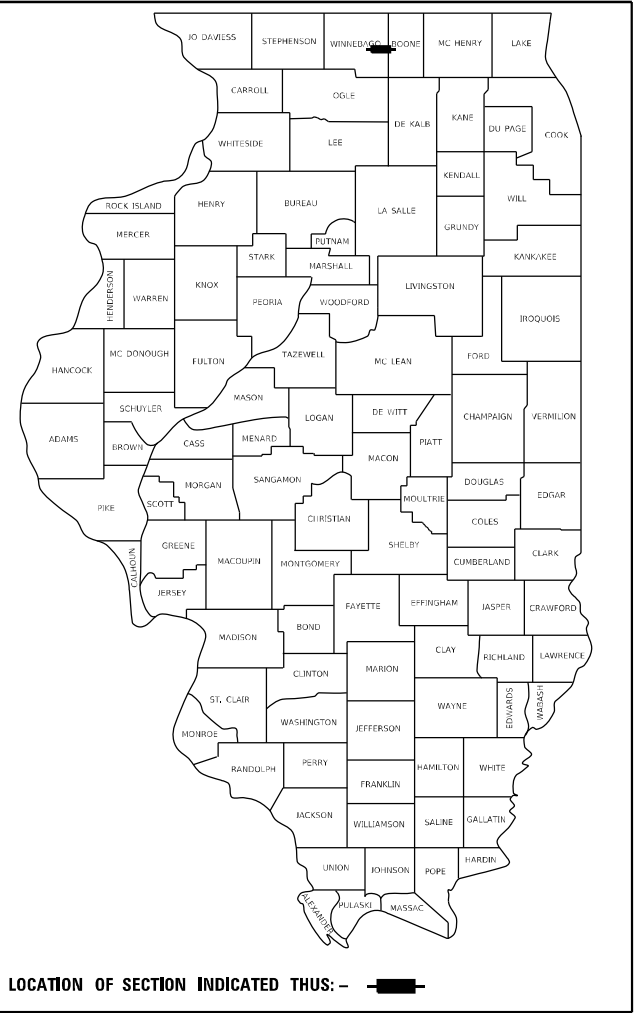 JO DAVIESS
STEPHENSON
WINNEBAGO
BOONE
MC HENRY
LAKE
CARROLL
OGLE
DE KALB
KANE
DU PAGE
COOK
WHITESIDE
LEE
KENDALL
WILL
ROCK ISLAND
HENRY
BUREAU
LA SALLE
GRUNDY
MERCER
PUTNAM
STARK
MARSHALL
KANKAKEE
HENDERSON
WARREN
KNOX
PEORIA
WOODFORD
LIVINGSTON
IROQUOIS
HANCOCK
MC DONOUGH
FULTON
TAZEWELL
MC LEAN
FORD
MASON
SCHUYLER
LOGAN
DE WITT
CHAMPAIGN
VERMILION
ADAMS
BROWN
CASS
MENARD
PIATT
MACON
MORGAN
SANGAMON
DOUGLAS
EDGAR
PIKE
SCOTT
MOULTRIE
CHRISTIAN
COLES
GREENE
SHELBY
CALHOUN
MACOUPIN
MONTGOMERY
CUMBERLAND
CLARK
JERSEY
FAYETTE
EFFINGHAM
JASPER
CRAWFORD
MADISON
BOND
CLAY
RICHLAND
LAWRENCE
CLINTON
MARION
ST. CLAIR
WAYNE
EDWARDS
WABASH
WASHINGTON
JEFFERSON
MONROE
RANDOLPH
PERRY
HAMILTON
WHITE
FRANKLIN
JACKSON
WILLIAMSON
SALINE
GALLATIN
UNION
JOHNSON
POPE
HARDIN
ALEXANDER
PULASKI
MASSAC
LOCATION OF SECTION INDICATED THUS: –